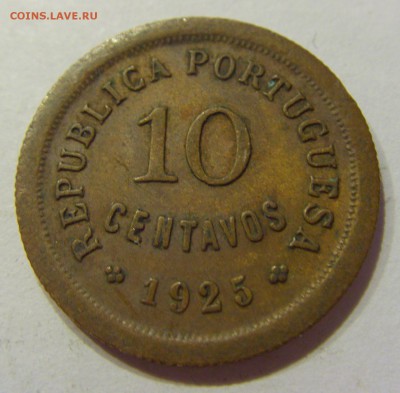 COINS.LAVE.RU
REPUBLICA PORTUGUESA
10
CENTAVOS
1925